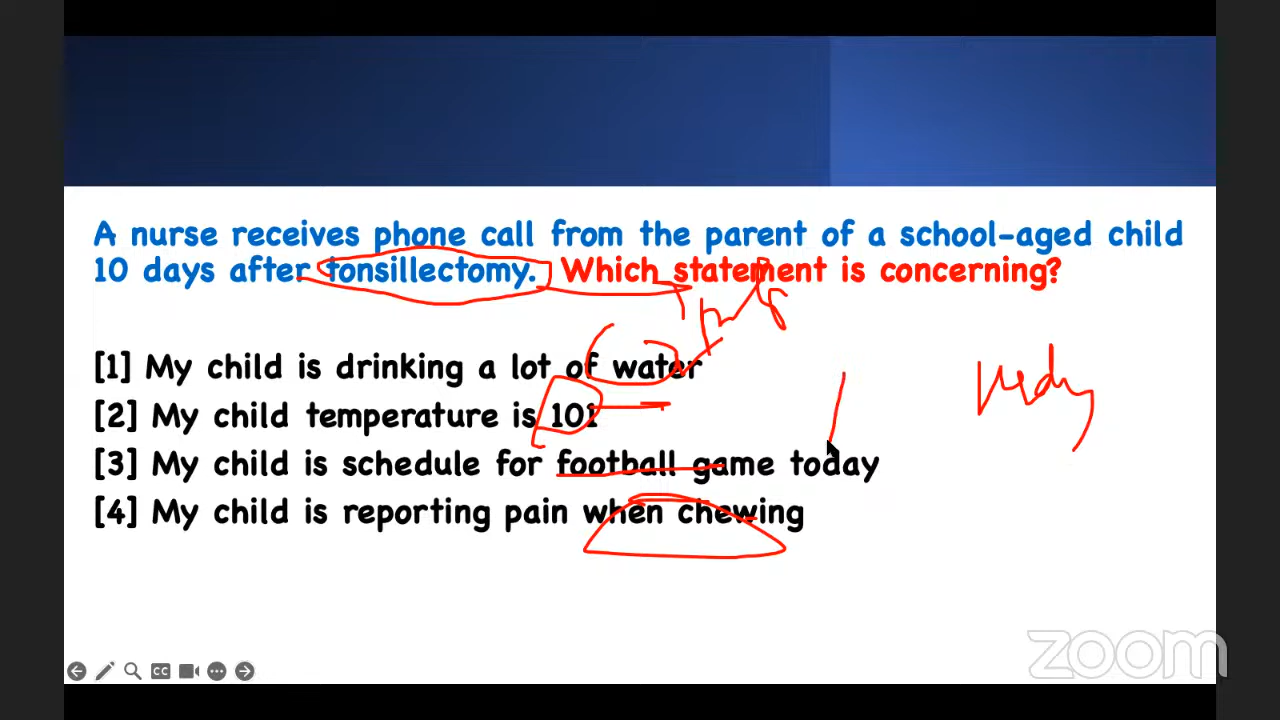 A nurse receives phone call from the parent of a school-aged child
10 days after tonsillectomy. Which statement is concerning?
[1] My child is drinking a lot of water
[2] My child temperature is 101
[3] My child is schedule for football game today
[4] My child is reporting pain when chewing
CC
zoom